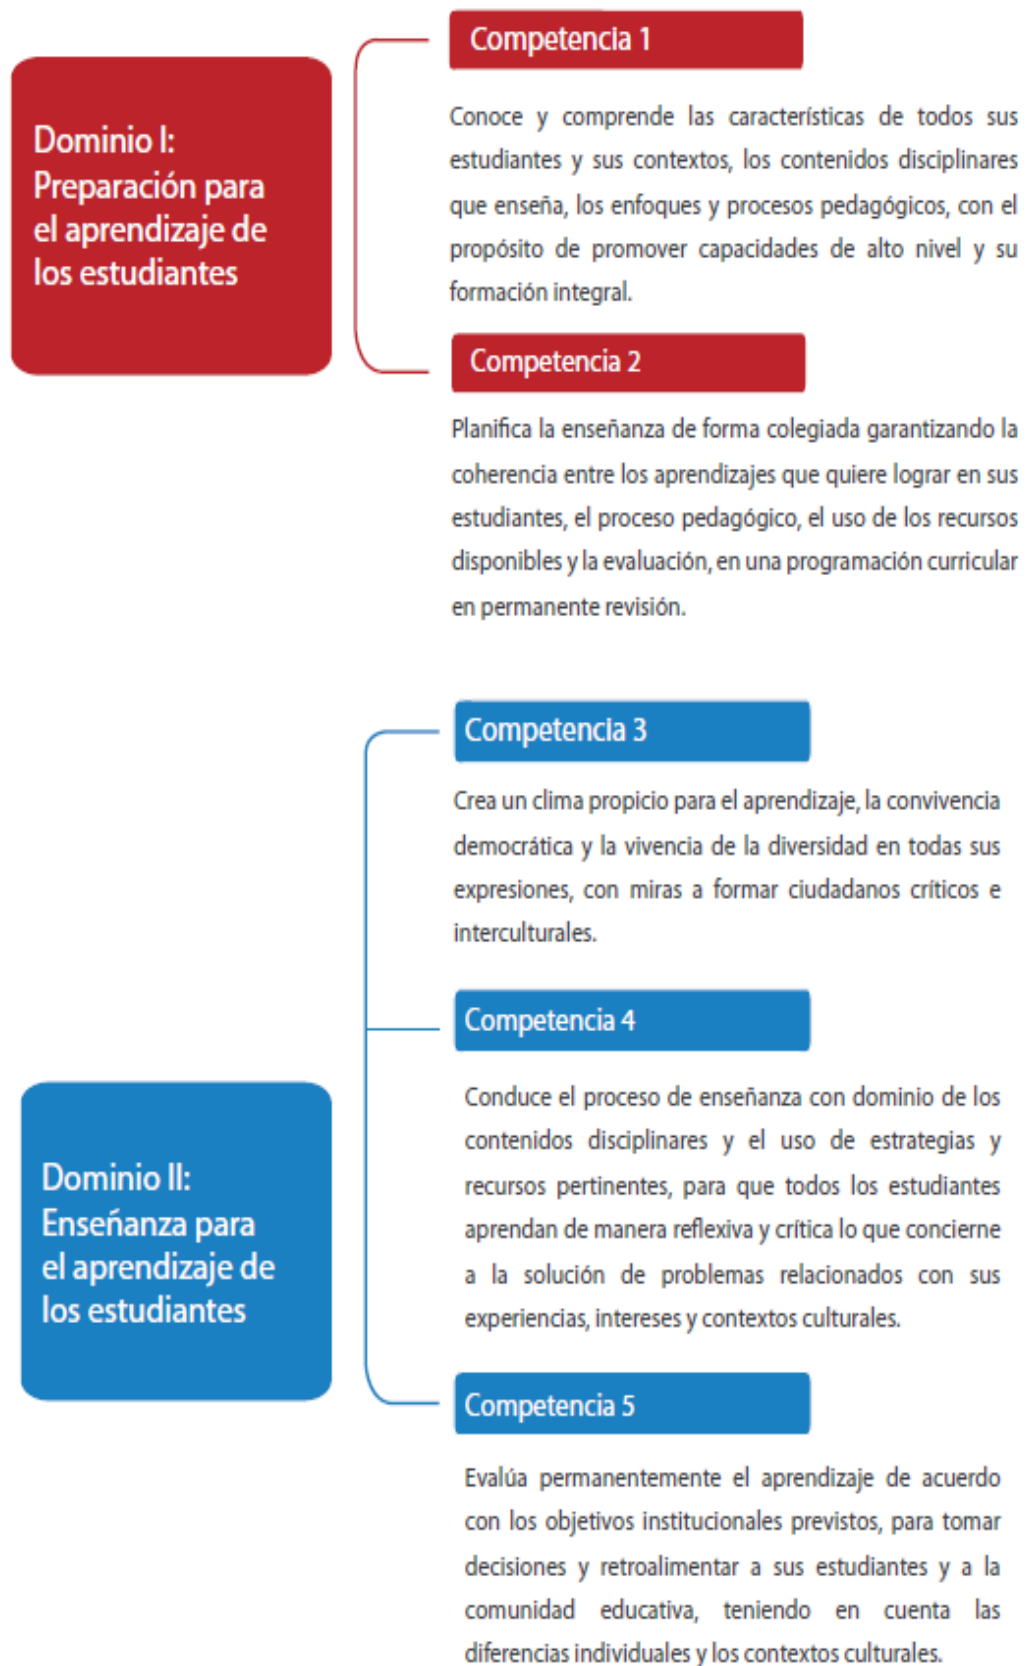 Dominio I:
Preparación para
el aprendizaje de
los estudiantes
Competencia 1
Conoce y comprende las características de todos sus
estudiantes y sus contextos, los contenidos disciplinares
que enseña, los enfoques y procesos pedagógicos, con el
propósito de promover capacidades de alto nivel y su
formación integral.
Competencia 2
Planifica la enseñanza de forma colegiada garantizando la
coherencia entre los aprendizajes que quiere lograr en sus
estudiantes, el proceso pedagógico, el uso de los recursos
disponibles y la evaluación, en una programación curricular
en permanente revisión.
Dominio II:
Enseñanza para
el aprendizaje de
los estudiantes
Competencia 3
Crea un clima propicio para el aprendizaje, la convivencia
democrática y la vivencia de la diversidad en todas sus
expresiones, con miras a formar ciudadanos críticos e
interculturales.
Competencia 4
Conduce el proceso de enseñanza con dominio de los
contenidos disciplinares y el uso de estrategias y
recursos pertinentes, para que todos los estudiantes
aprendan de manera reflexiva y crítica lo que concierne
a la solución de problemas relacionados con sus
experiencias, intereses y contextos culturales.
Competencia 5
Evalúa permanentemente el aprendizaje de acuerdo
con los objetivos institucionales previstos, para tomar
decisiones y retroalimentar a sus estudiantes y a la
comunidad educativa, teniendo en cuenta las
diferencias individuales y los contextos culturales.